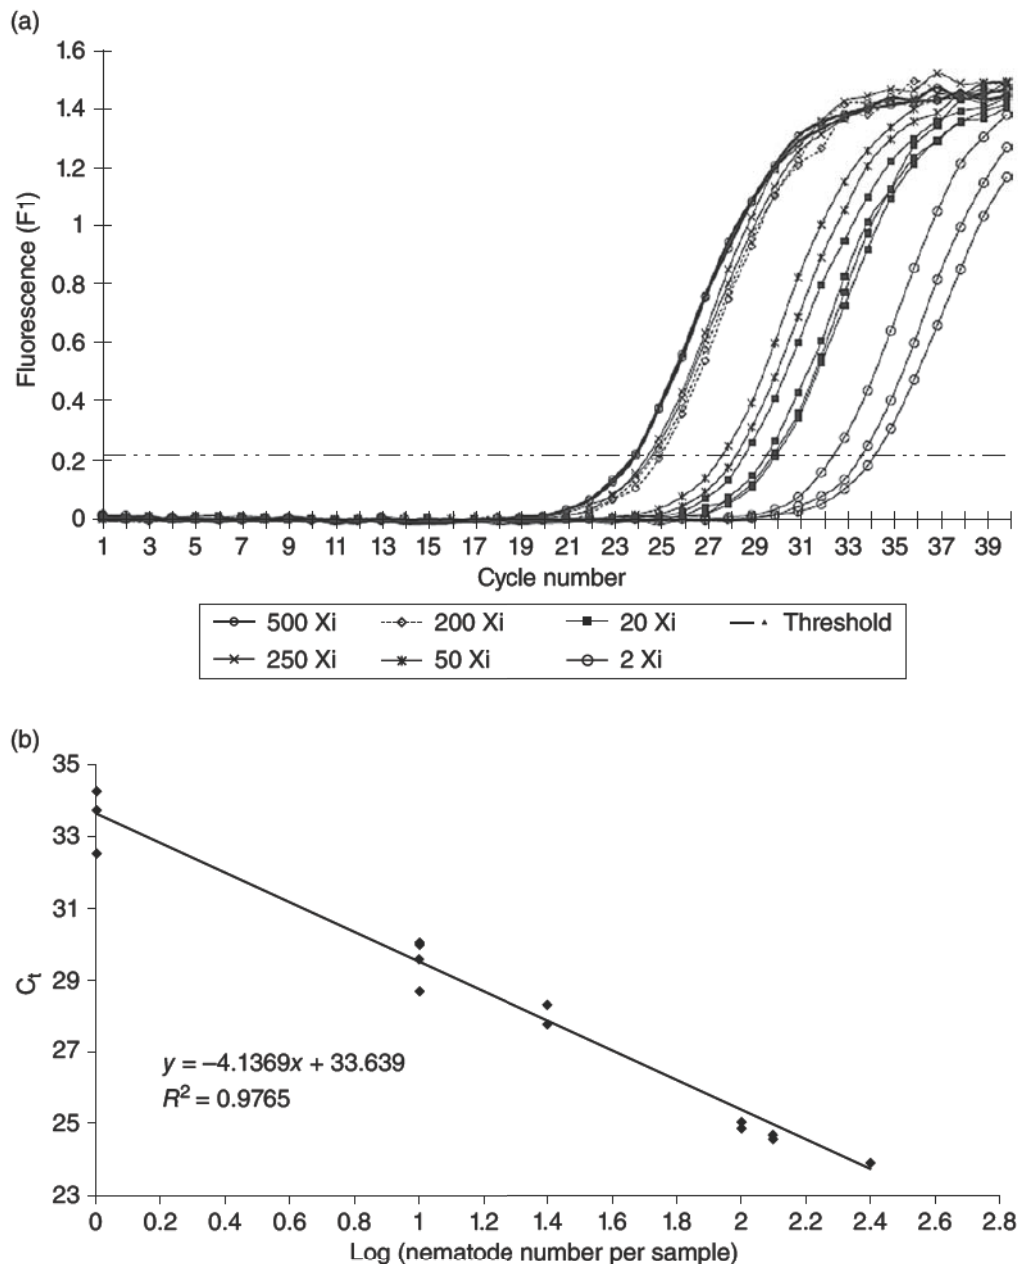 (a)
1.6
1.4
1.2
1
0.8
0.6
0.4
0.2
0
Fluorescence (F1)
1 3 5 7 9 11 13 15 17 19 21 23 25 27 29 31 33 35 37 39
Cycle number
500 Xi 200 Xi 20 Xi Threshold
250 Xi 50 Xi 2 Xi
(b)
35
33
31
29
27
25
23
Ct
y = –4.1369x + 33.639
R² = 0.9765
0 0.2 0.4 0.6 0.8 1 1.2 1.4 1.6 1.8 2 2.2 2.4 2.6 2.8
Log (nematode number per sample)